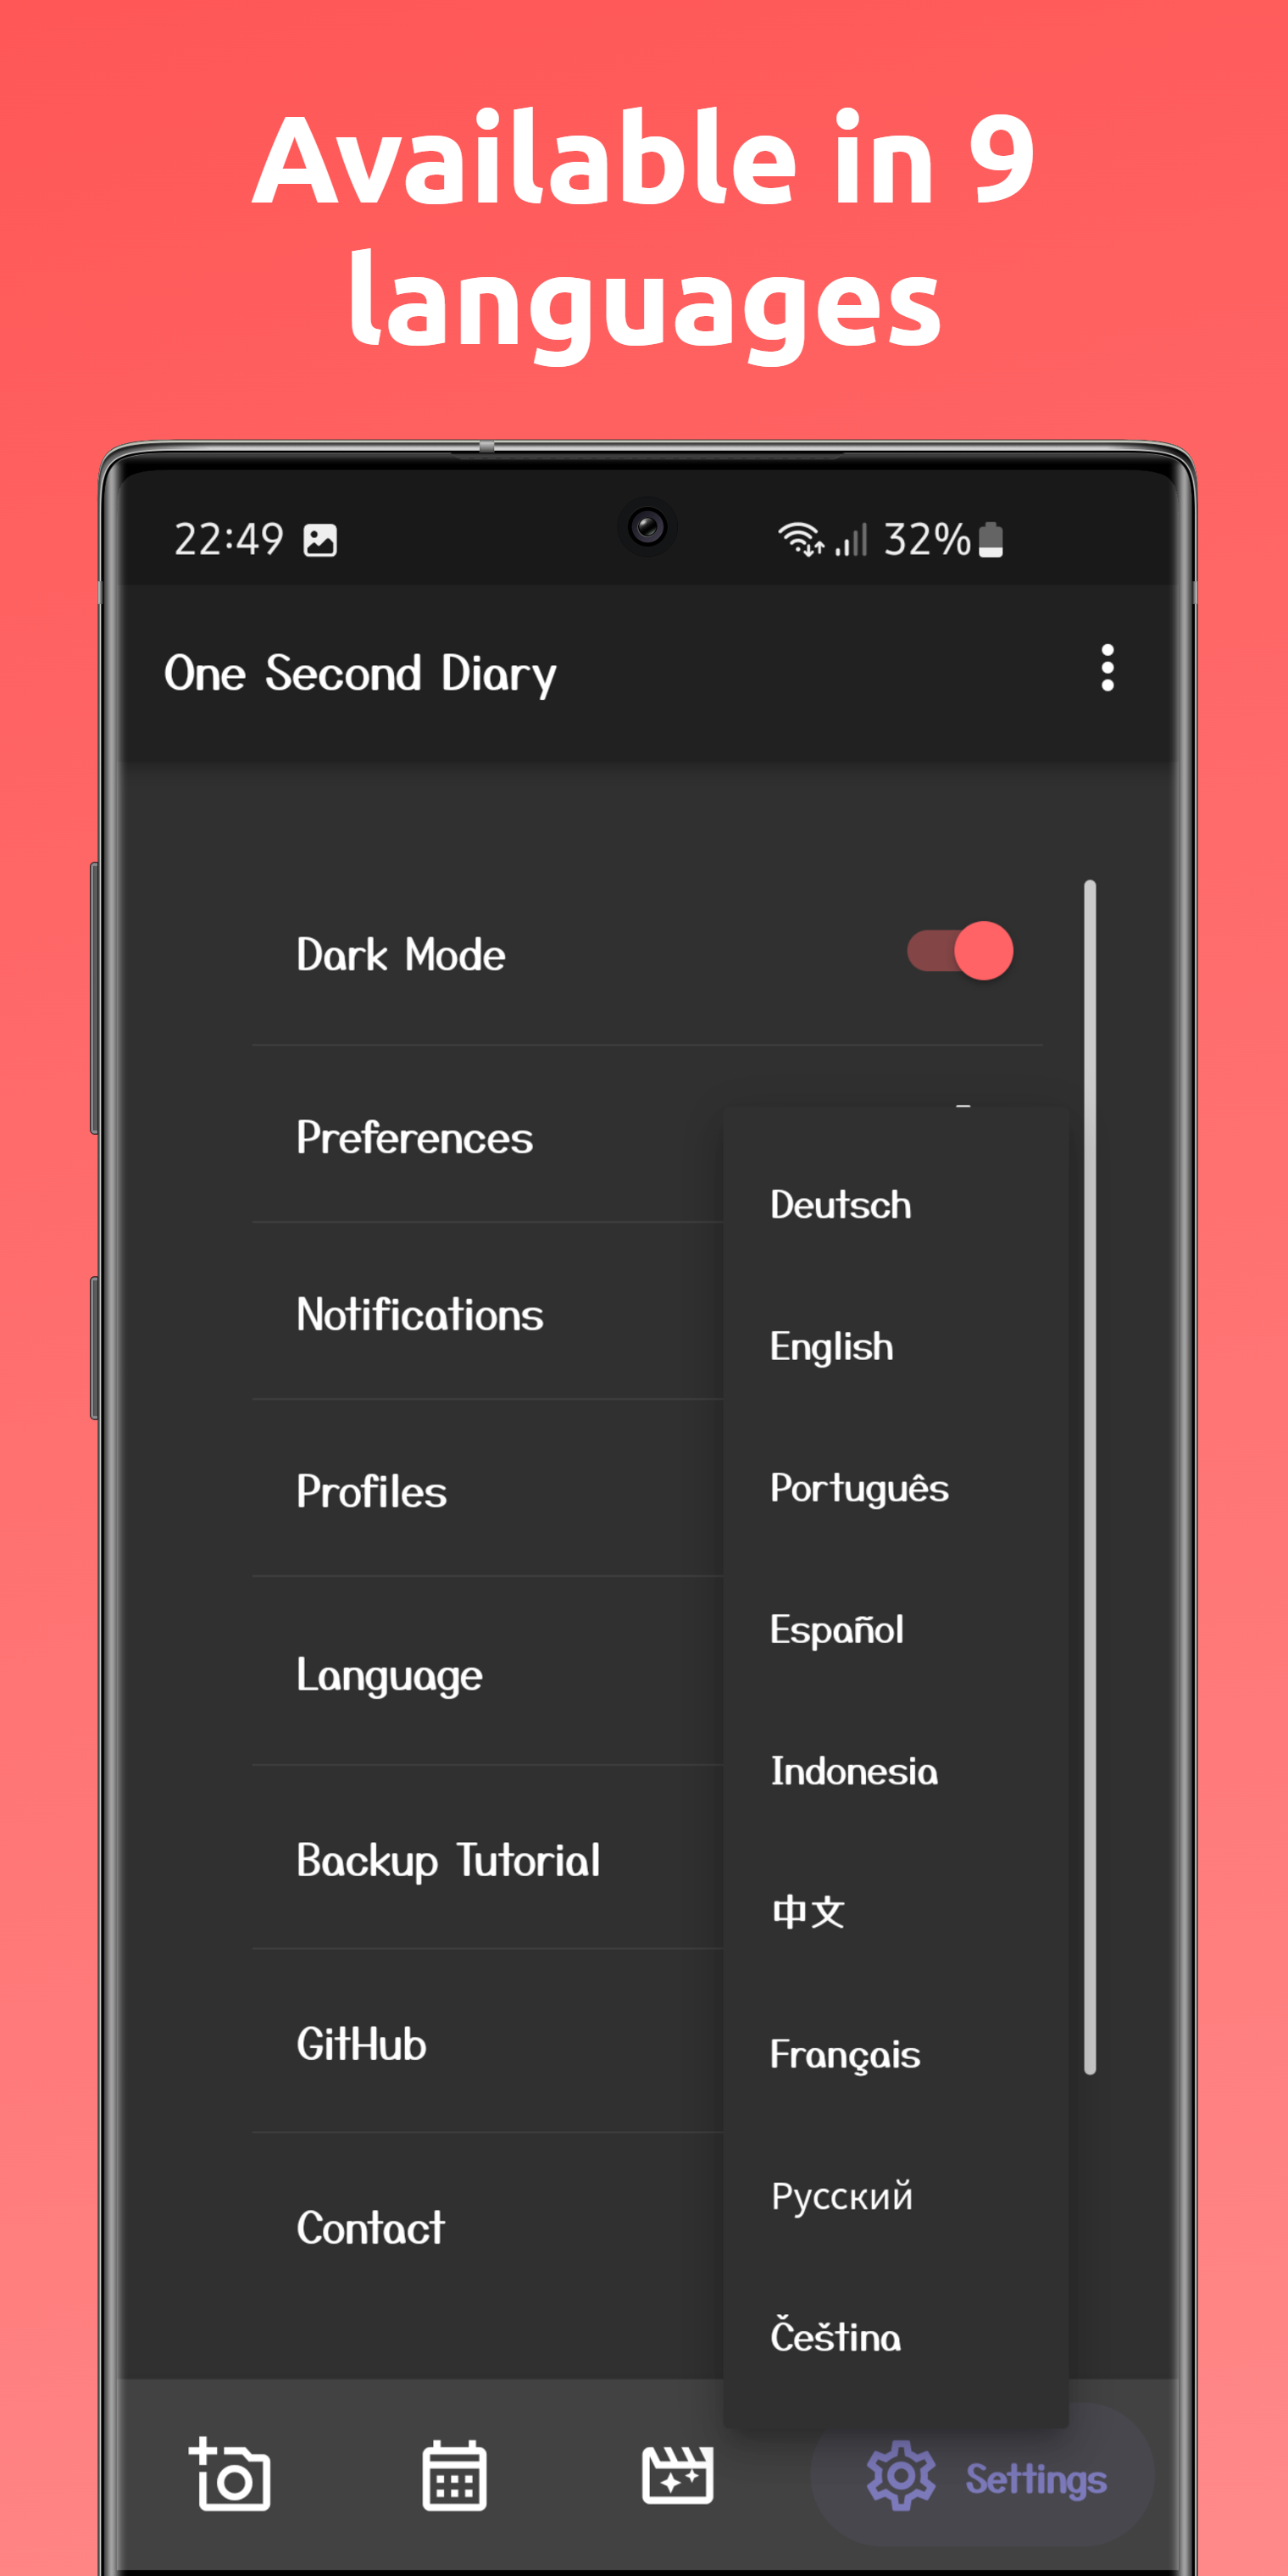 Available in 9
languages
22:49
32%
One Second Diary
Dark Mode
Preferences
Notifications
Profiles
Language
Backup Tutorial
GitHub
Contact
Deutsch
English
Português
Español
Indonesia
中文
Français
Русский
Čeština
Settings